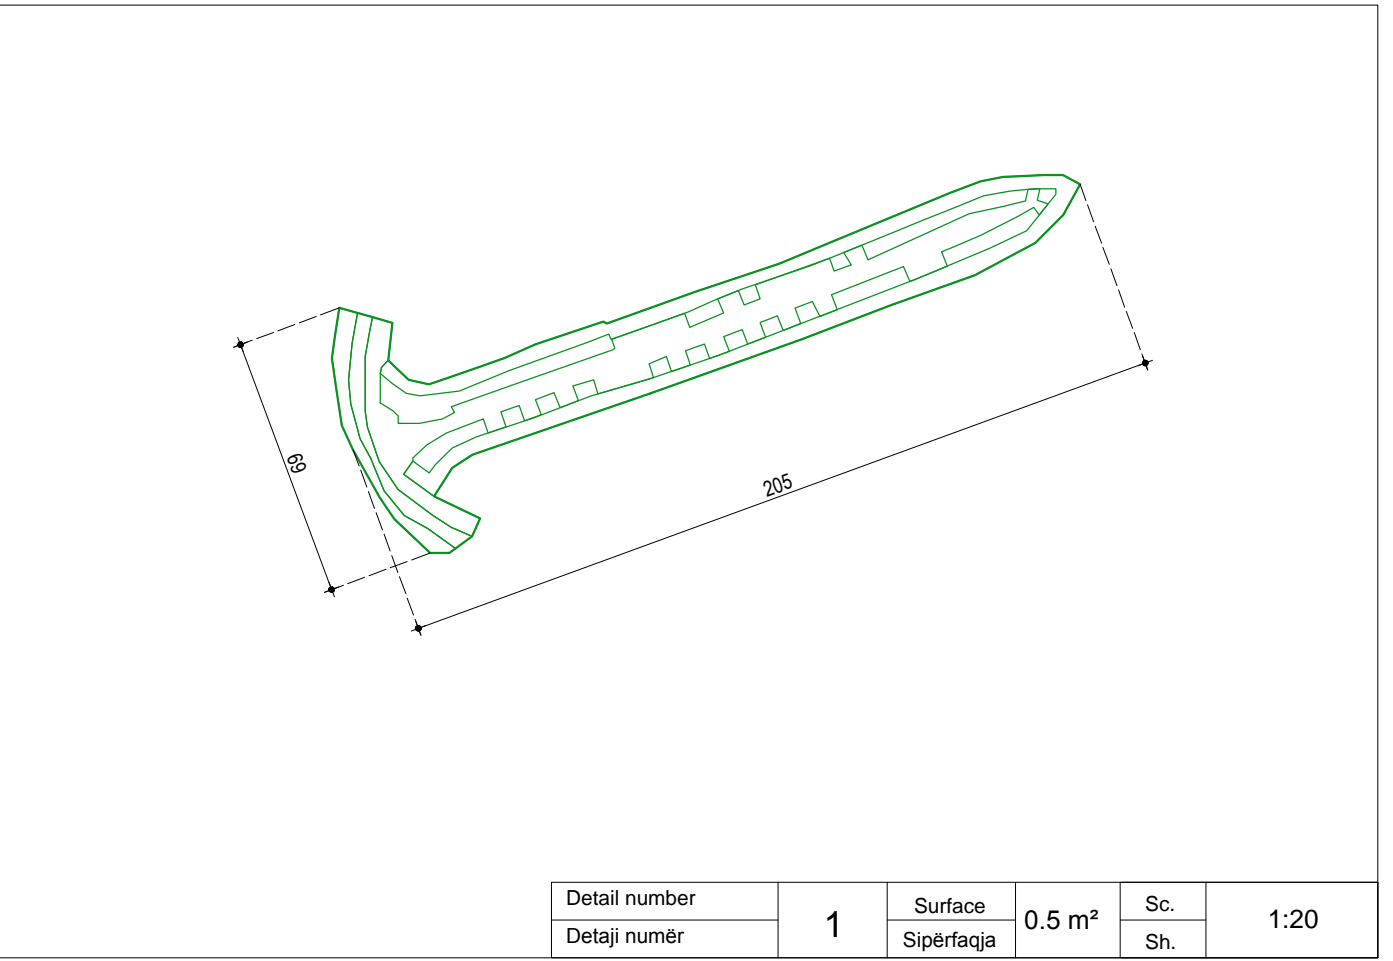 69
205
Detail number
Detaji numër
1
Surface
Sipërfaqja
0.5 m²
Sc.
Sh.
1:20